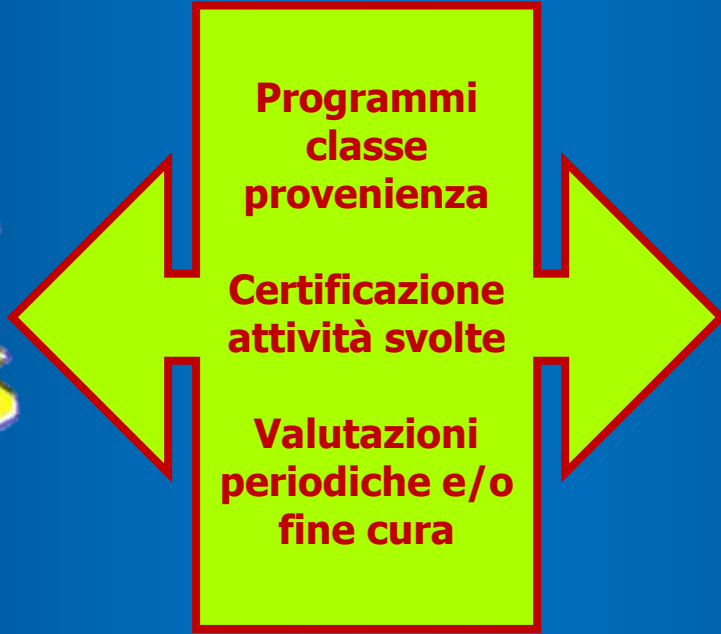 Programmi
classe
provenienza
Certificazione
attività svolte
Valutazioni
periodiche e/o
fine cura